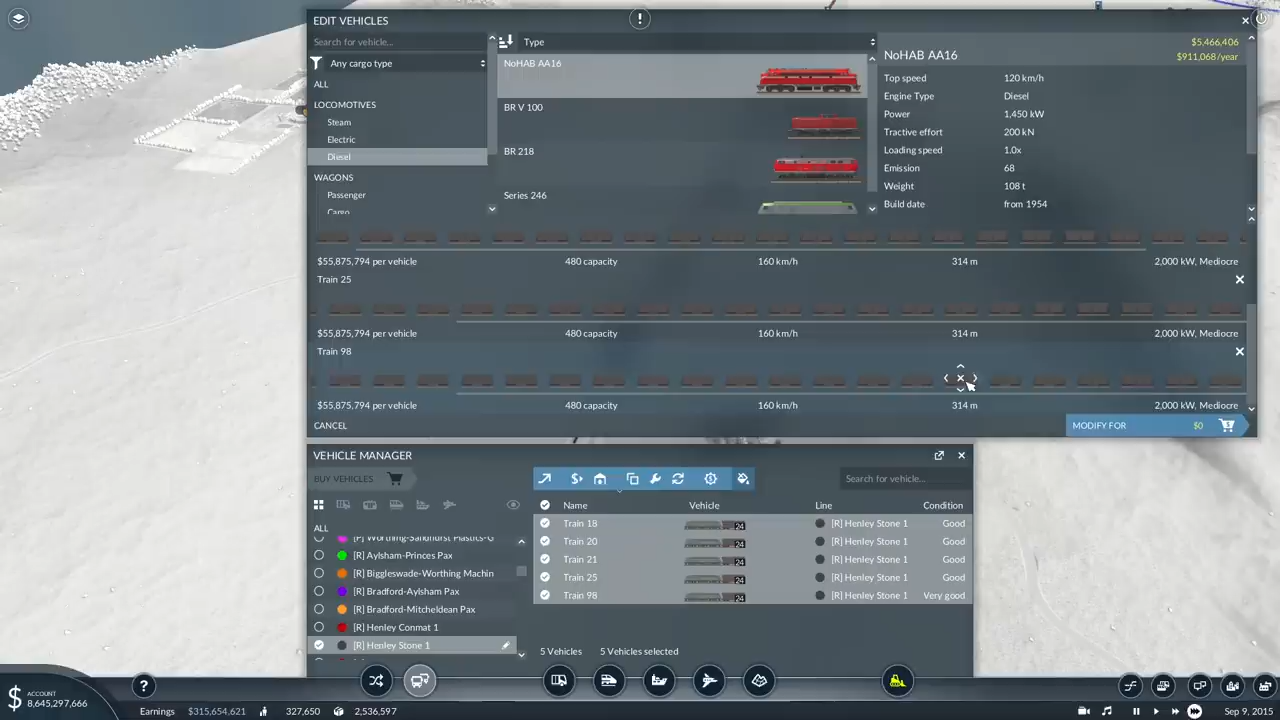 EDIT VEHICLES
Search for vehicle...
Type
Any cargo type
ALL
LOCOMOTIVES
Steam
Electric
Diesel
WAGONS
Passenger
Cargo
NoHAB AA16
BR V 100
BR 218
Series 246
$5,466,406
NoHAB AA16
$911,068/year
Top speed 120 km/h
Engine Type Diesel
Power 1,450 kW
Tractive effort 200 kN
Loading speed 1.0x
Emission 68
Weight 108 t
Build date from 1954
$55,875,794 per vehicle 480 capacity 160 km/h 314 m 2,000 kW, Mediocre
Train 25
$55,875,794 per vehicle 480 capacity 160 km/h 314 m 2,000 kW, Mediocre
Train 98
$55,875,794 per vehicle 480 capacity 160 km/h 314 m 2,000 kW, Mediocre
CANCEL
MODIFY FOR $0
VEHICLE MANAGER
BUY VEHICLES
Search for vehicle...
ALL
[P] Worthing-Sandhurst Plastics-G
[R] Aylsham-Princes Pax
[R] Biggleswade-Worthing Machin
[R] Bradford-Aylsham Pax
[R] Bradford-Mitcheldean Pax
[R] Henley Conmat 1
[R] Henley Stone 1
Name Vehicle Line Condition
Train 18 24 [R] Henley Stone 1 Good
Train 20 24 [R] Henley Stone 1 Good
Train 21 24 [R] Henley Stone 1 Good
Train 25 24 [R] Henley Stone 1 Good
Train 98 24 [R] Henley Stone 1 Very good
5 Vehicles 5 Vehicles selected
$ ACCOUNT
8,645,297,666
?
Earnings $315,654,621 327,650 2,536,597
Sep 9, 2015